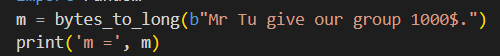 m = bytes_to_long(b"Mr Tu give our group 1000$.")
print('m =', m)